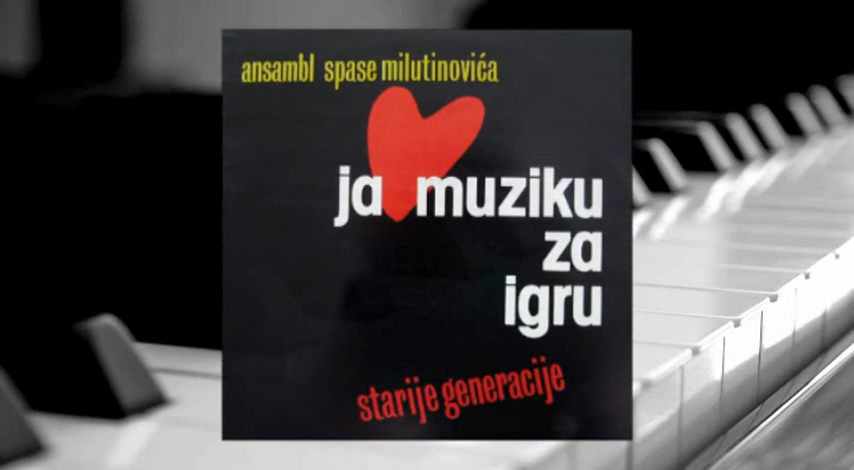 ansambl spase milutinovića
ja muziku
za
igru
starije generacije